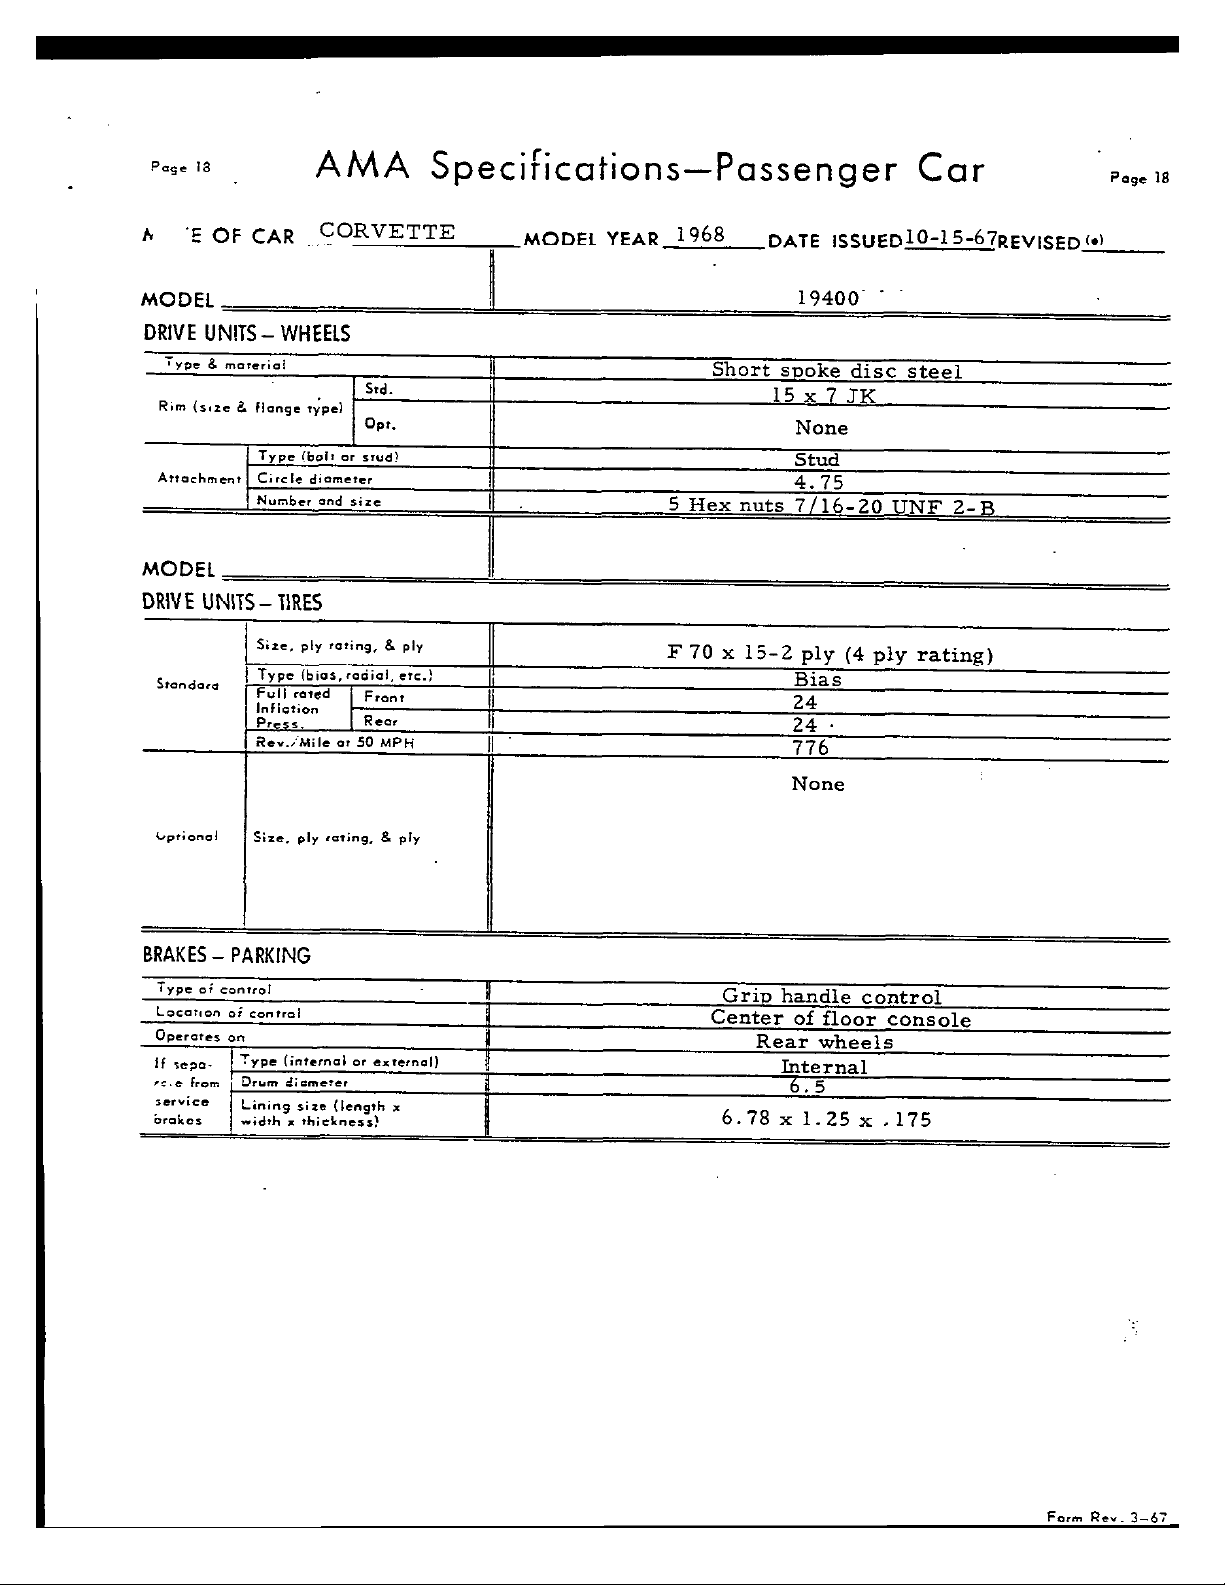 Page 18 AMA Specifications—Passenger Car Page 18
OF CAR CORVETTE MODEL YEAR 1968 DATE ISSUED 10-15-67 REVISED (•)
MODEL 19400
DRIVE UNITS – WHEELS
Type & material Short spoke disc steel
Rim (size & flange type) Std. 15 x 7 JK
Opt. None
Attachment Type (bolt or stud) Stud
Circle diameter 4.75
Number and size 5 Hex nuts 7/16-20 UNF 2-B
MODEL
DRIVE UNITS – TIRES
Standard Size, ply rating, & ply F 70 x 15-2 ply (4 ply rating)
Type (bias, radial, etc.) Bias
Full rated Inflation Press. Front 24
Rear 24
Rev./Mile at 50 MPH 776
None
Optional Size, ply rating, & ply
BRAKES – PARKING
Type of control Grip handle control
Location of control Center of floor console
Operates on Rear wheels
If sepa- Type (internal or external) Internal
from Drum diameter 6.5
service Lining size (length x
brakes width x thickness) 6.78 x 1.25 x .175
Form Rev. 3-67